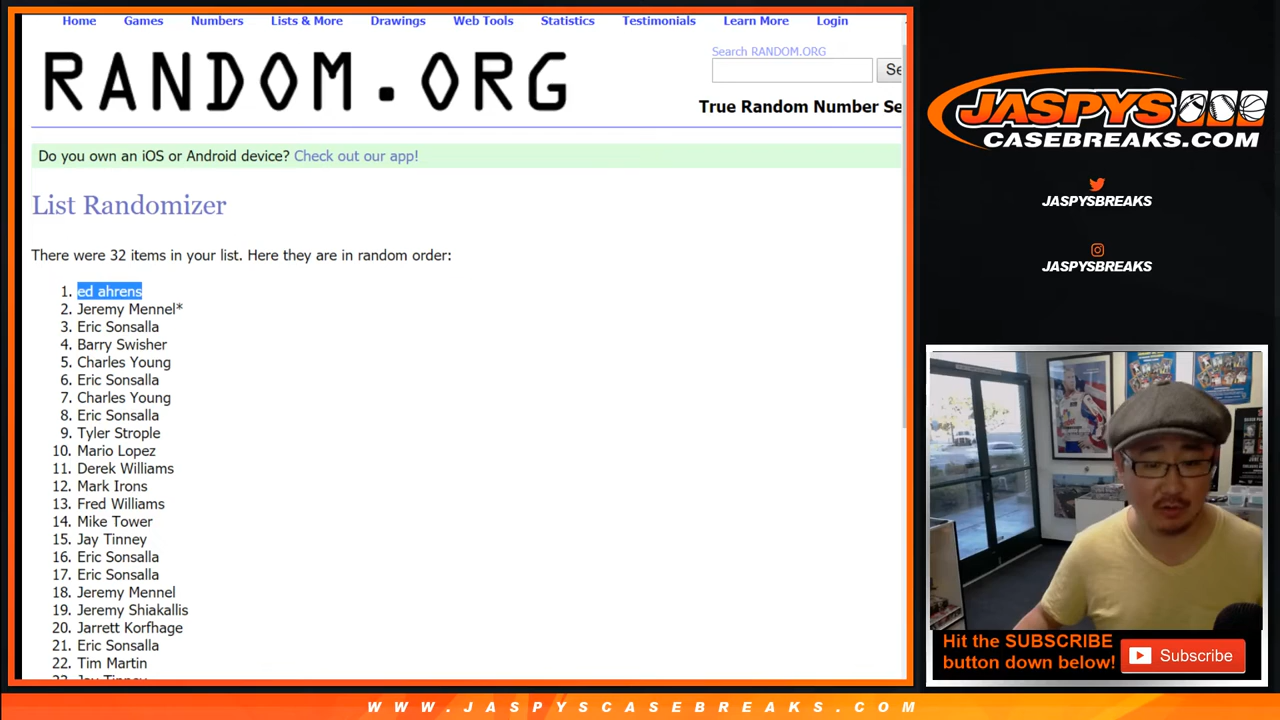 Home Games Numbers Lists & More Drawings Web Tools Statistics Testimonials Learn More Login
RANDOM.ORG
Search RANDOM.ORG
Se
True Random Number Se
Do you own an iOS or Android device? Check out our app!
List Randomizer
There were 32 items in your list. Here they are in random order:
1. ed ahrens
2. Jeremy Mennel*
3. Eric Sonsalla
4. Barry Swisher
5. Charles Young
6. Eric Sonsalla
7. Charles Young
8. Eric Sonsalla
9. Tyler Strople
10. Mario Lopez
11. Derek Williams
12. Mark Irons
13. Fred Williams
14. Mike Tower
15. Jay Tinney
16. Eric Sonsalla
17. Eric Sonsalla
18. Jeremy Mennel
19. Jeremy Shiakallis
20. Jarrett Korfhage
21. Eric Sonsalla
22. Tim Martin
JASPYS
CASEBREAKS.COM
JASPYSBREAKS
JASPYSBREAKS
Hit the SUBSCRIBE
button down below!
Subscribe
WWW.JASPYSCASEBREAKS.COM